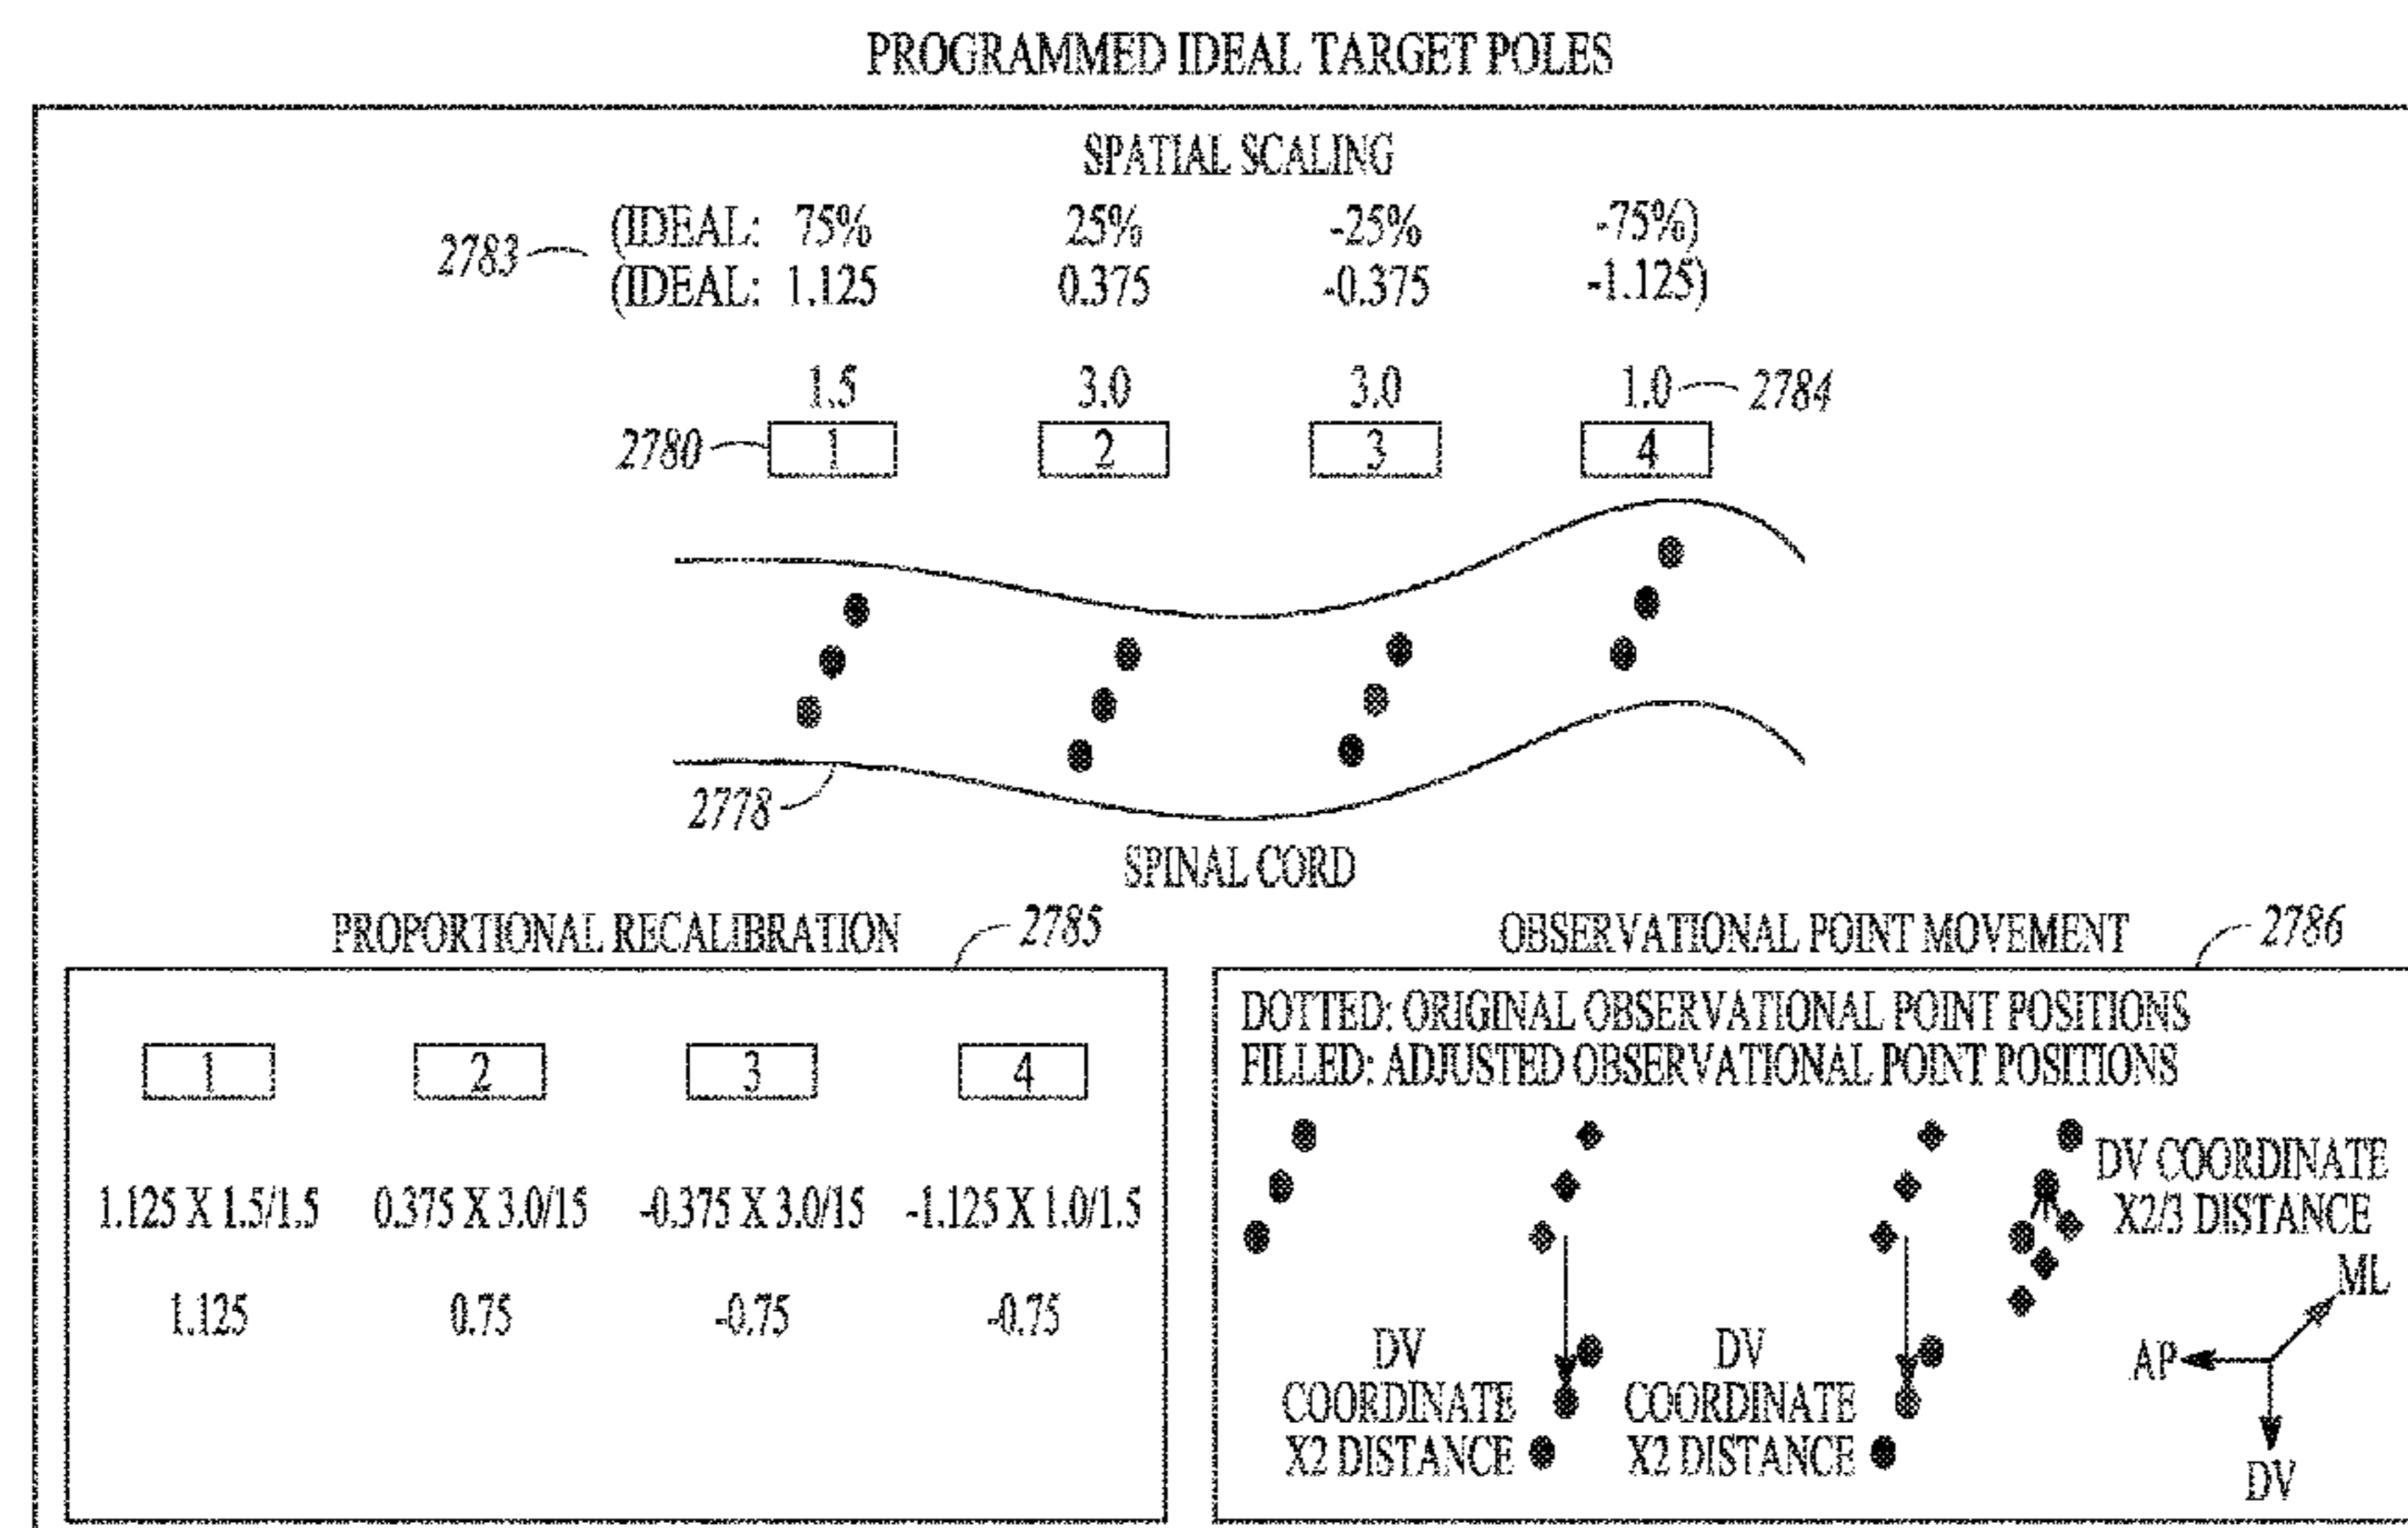 PROGRAMMED IDEAL TARGET POLES
SPATIAL SCALING
2783 (IDEAL: 75% 25% -25% -75%)
(IDEAL: 1.125 0.375 -0.375 -1.125)
1.5 3.0 3.0 1.0 2784
2780 1 2 3 4
2778
SPINAL CORD
PROPORTIONAL RECALIBRATION 2785
1 2 3 4
1.125 X 1.5/1.5 0.375 X 3.0/15 -0.375 X 3.0/15 -1.125 X 1.0/1.5
1.125 0.75 -0.75 -0.75
OBSERVATIONAL POINT MOVEMENT 2786
DOTTED: ORIGINAL OBSERVATIONAL POINT POSITIONS
FILLED: ADJUSTED OBSERVATIONAL POINT POSITIONS
DV COORDINATE
X2/3 DISTANCE
DV
COORDINATE
X2 DISTANCE
DV
COORDINATE
X2 DISTANCE
ML
AP
DV